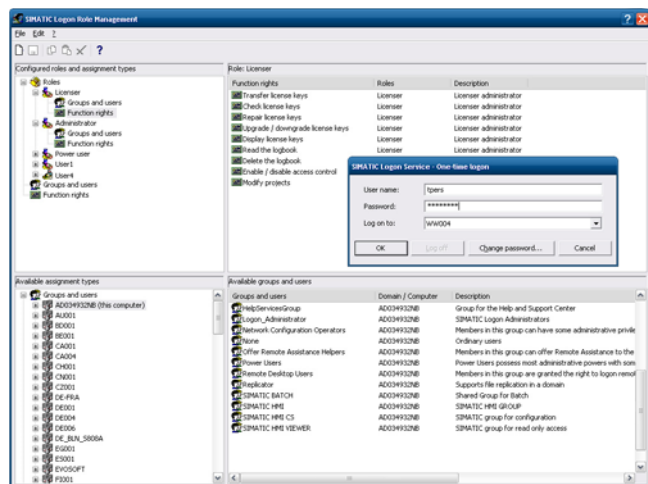 SIMATIC Logon Role Management
File Edit ?
?
Configured roles and assignment types
Roles
Licenser
Groups and users
Function rights
Administrator
Groups and users
Function rights
Power user
User1
User4
Groups and users
Function rights
Role: Licenser
Function rights Roles Description
Transfer license keys Licenser Licenser administrator
Check license keys Licenser Licenser administrator
Repair license keys Licenser Licenser administrator
Upgrade / downgrade license keys Licenser Licenser administrator
Display license keys Licenser Licenser administrator
Read the logbook Licenser Licenser administrator
Delete the logbook
Enable / disable access control
Modify projects
SIMATIC Logon Service - One-time logon
User name: tpers
Password: ********
Log on to: WW004
OK Log off Change password... Cancel
Available assignment types
Groups and users
AD034932NB (this computer)
AU001
BD001
BE001
CA001
CA004
CH001
CN001
CZ001
DE-FRA
DE001
DE004
DE006
DE_BLN_S808A
EG001
ES001
EVOSOFT
FI001
Available groups and users
Groups and users Domain / Computer Description
HelpServicesGroup AD034932NB Group for the Help and Support Center
Logon_Administrator AD034932NB SIMATIC Logon Administrators
Network Configuration Operators AD034932NB Members in this group can have some administrative privile
None AD034932NB Ordinary users
Offer Remote Assistance Helpers AD034932NB Members in this group can offer Remote Assistance to the
Power Users AD034932NB Power Users possess most administrative powers with som
Remote Desktop Users AD034932NB Members in this group are granted the right to logon remot
Replicator AD034932NB Supports file replication in a domain
SIMATIC BATCH AD034932NB Shared Group for Batch
SIMATIC HMI AD034932NB SIMATIC HMI GROUP
SIMATIC HMI CS AD034932NB SIMATIC group for configuration
SIMATIC HMI VIEWER AD034932NB SIMATIC group for read only access